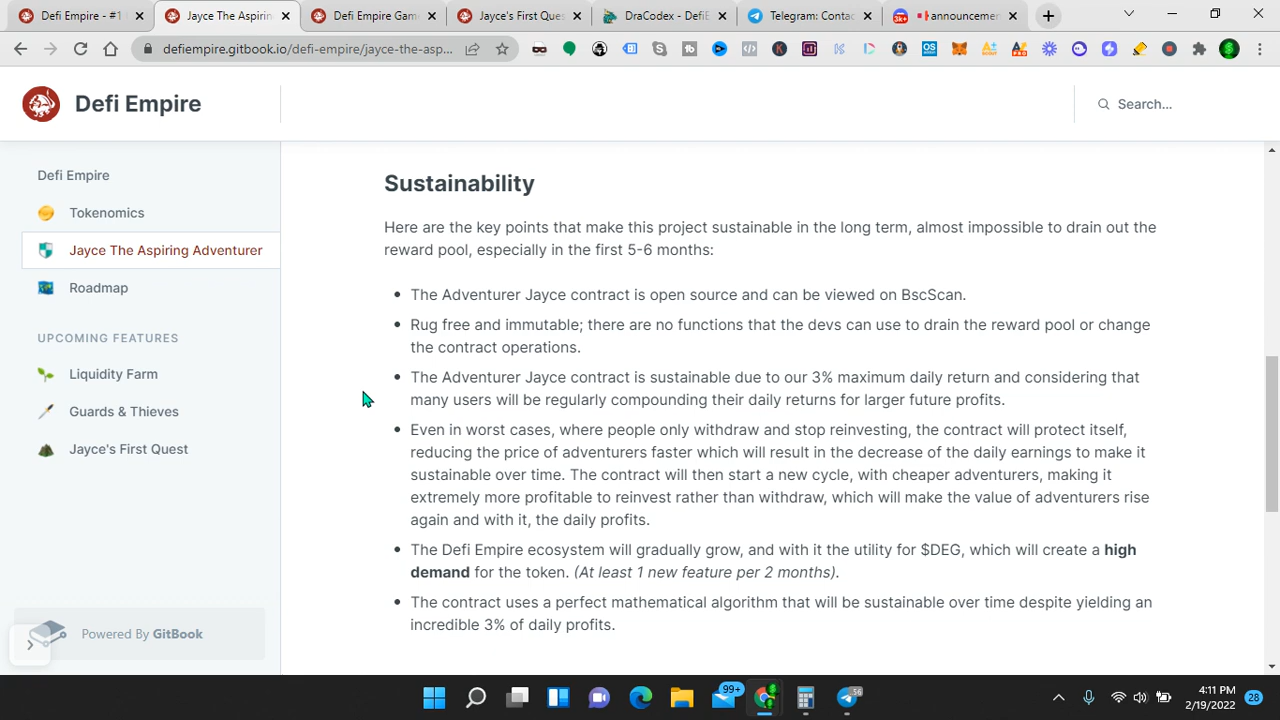 Defi Empire - #1
Jayce The Aspirin
Defi Empire Gam
Jayce's First Ques
DraCodex - DefiE
Telegram: Contac
announcemen
defiempire.gitbook.io/defi-empire/jayce-the-asp...
Defi Empire
Search...
Defi Empire
Tokenomics
Jayce The Aspiring Adventurer
Roadmap
UPCOMING FEATURES
Liquidity Farm
Guards & Thieves
Jayce's First Quest
Powered By GitBook
Sustainability
Here are the key points that make this project sustainable in the long term, almost impossible to drain out the
reward pool, especially in the first 5-6 months:
The Adventurer Jayce contract is open source and can be viewed on BscScan.
Rug free and immutable; there are no functions that the devs can use to drain the reward pool or change
the contract operations.
The Adventurer Jayce contract is sustainable due to our 3% maximum daily return and considering that
many users will be regularly compounding their daily returns for larger future profits.
Even in worst cases, where people only withdraw and stop reinvesting, the contract will protect itself,
reducing the price of adventurers faster which will result in the decrease of the daily earnings to make it
sustainable over time. The contract will then start a new cycle, with cheaper adventurers, making it
extremely more profitable to reinvest rather than withdraw, which will make the value of adventurers rise
again and with it, the daily profits.
The Defi Empire ecosystem will gradually grow, and with it the utility for $DEG, which will create a high
demand for the token. (At least 1 new feature per 2 months).
The contract uses a perfect mathematical algorithm that will be sustainable over time despite yielding an
incredible 3% of daily profits.
99+
56
4:11 PM
2/19/2022
28